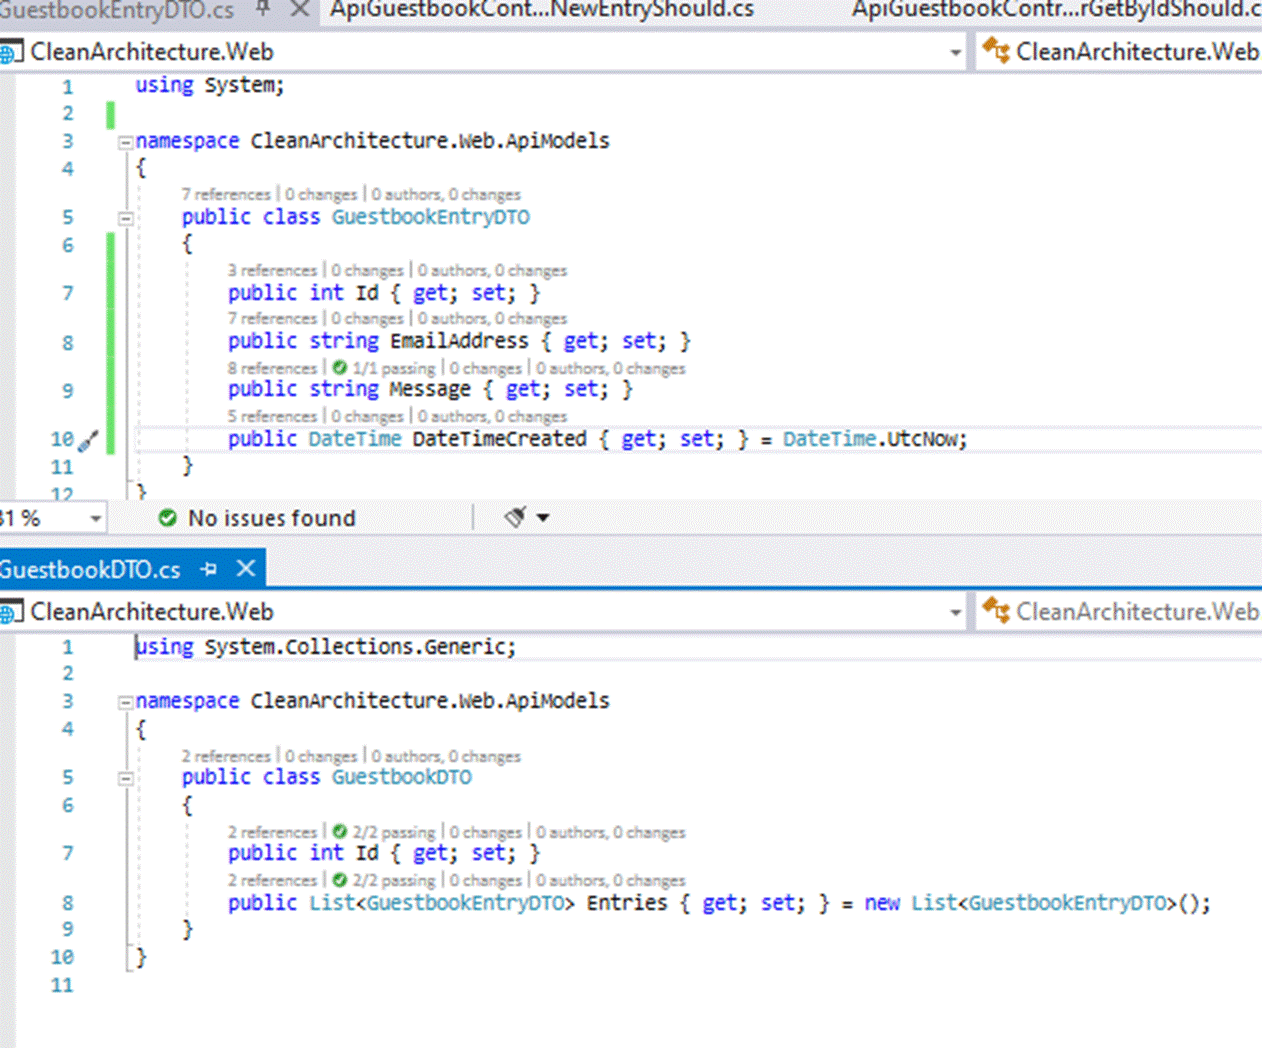 GuestbookEntryDTO.cs ApiGuestbookCont...NewEntryShould.cs ApiGuestbookContr...rGetByIdShould.c
CleanArchitecture.Web CleanArchitecture.Web
1 using System;
2
3 namespace CleanArchitecture.Web.ApiModels
4 {
7 references | 0 changes | 0 authors, 0 changes
5 public class GuestbookEntryDTO
6 {
3 references | 0 changes | 0 authors, 0 changes
7 public int Id { get; set; }
7 references | 0 changes | 0 authors, 0 changes
8 public string EmailAddress { get; set; }
8 references | 1/1 passing | 0 changes | 0 authors, 0 changes
9 public string Message { get; set; }
5 references | 0 changes | 0 authors, 0 changes
10 public DateTime DateTimeCreated { get; set; } = DateTime.UtcNow;
11 }
12 }
81 % No issues found
GuestbookDTO.cs
CleanArchitecture.Web CleanArchitecture.Web
1 using System.Collections.Generic;
2
3 namespace CleanArchitecture.Web.ApiModels
4 {
2 references | 0 changes | 0 authors, 0 changes
5 public class GuestbookDTO
6 {
2 references | 2/2 passing | 0 changes | 0 authors, 0 changes
7 public int Id { get; set; }
2 references | 2/2 passing | 0 changes | 0 authors, 0 changes
8 public List<GuestbookEntryDTO> Entries { get; set; } = new List<GuestbookEntryDTO>();
9 }
10 }
11